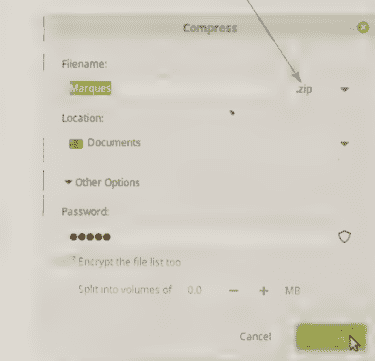 Compress
Filename:
Marques
.zip
Location:
Documents
Other Options
Password:
Encrypt the file list too
Split into volumes of 0.0 MB
Cancel